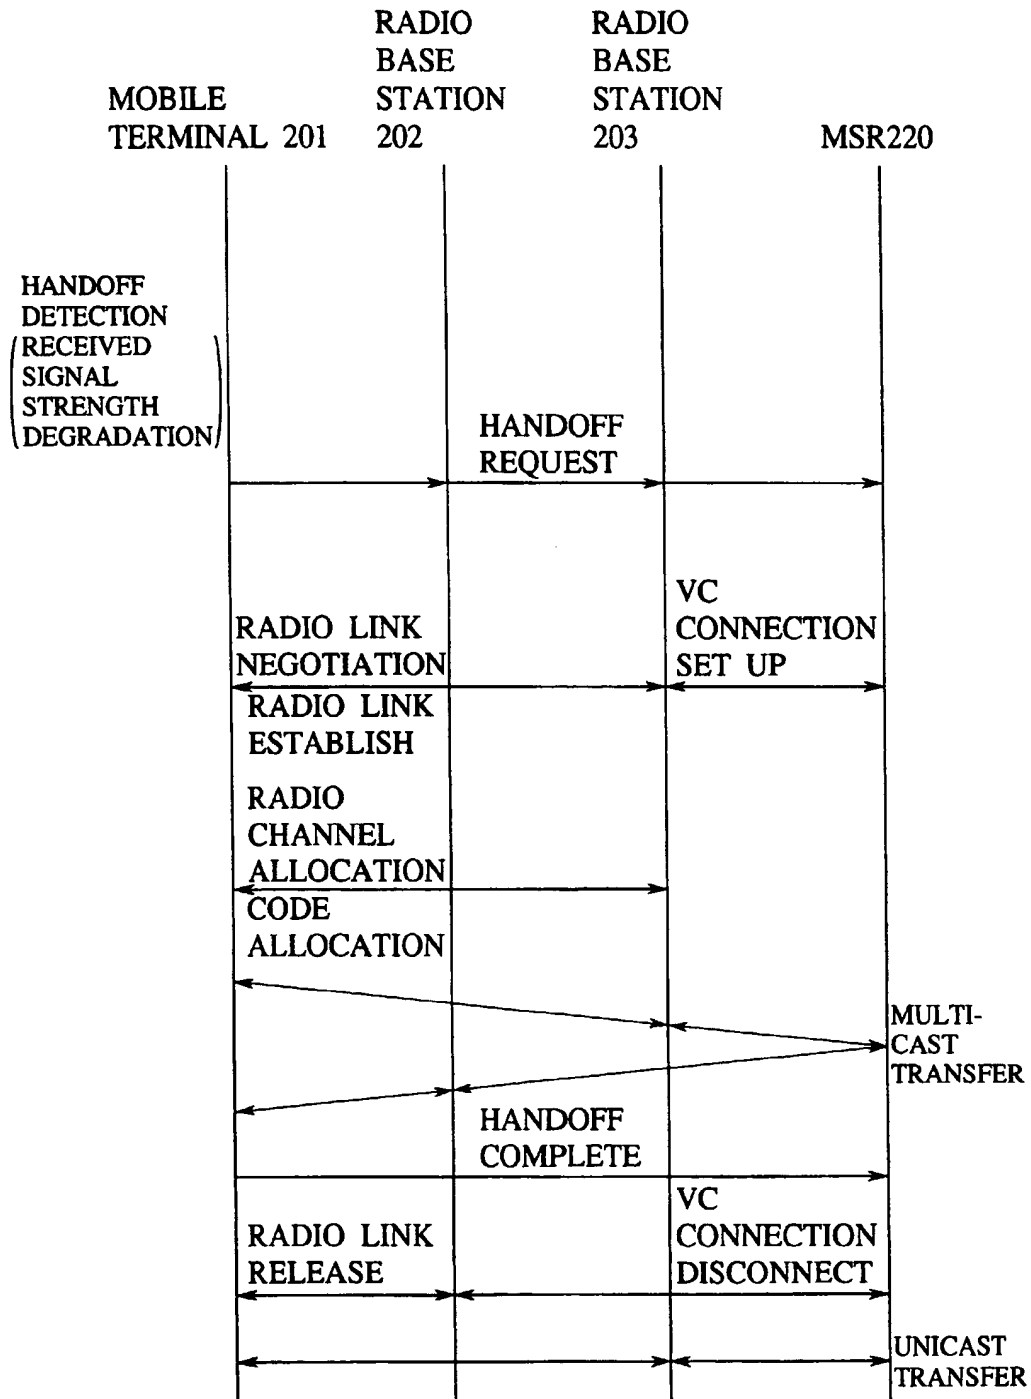 RADIO
BASE
STATION
202
RADIO
BASE
STATION
203
MOBILE
TERMINAL 201
MSR220
HANDOFF
DETECTION
RECEIVED
SIGNAL
STRENGTH
DEGRADATION
HANDOFF
REQUEST
RADIO LINK
NEGOTIATION
VC
CONNECTION
SET UP
RADIO LINK
ESTABLISH
RADIO
CHANNEL
ALLOCATION
CODE
ALLOCATION
MULTI-
CAST
TRANSFER
HANDOFF
COMPLETE
RADIO LINK
RELEASE
VC
CONNECTION
DISCONNECT
UNICAST
TRANSFER